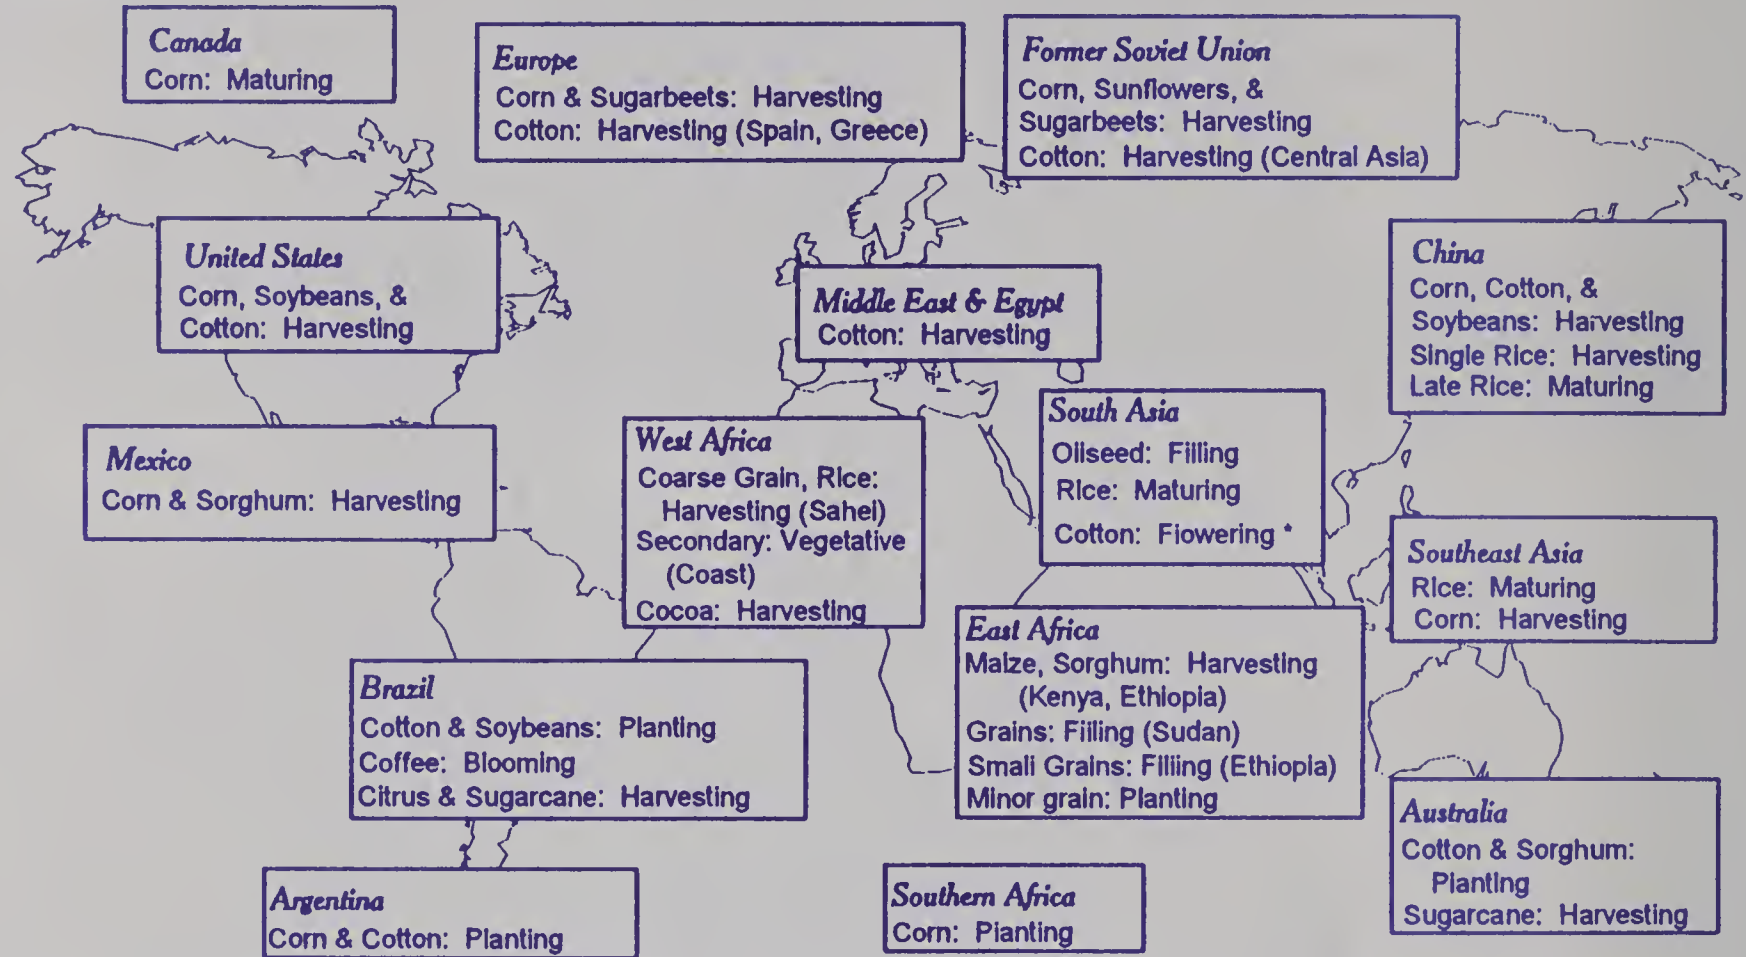 Canada
Corn: Maturing
Europe
Corn & Sugarbeets: Harvesting
Cotton: Harvesting (Spain, Greece)
Former Soviet Union
Corn, Sunflowers, &
Sugarbeets: Harvesting
Cotton: Harvesting (Central Asia)
United States
Corn, Soybeans, &
Cotton: Harvesting
Middle East & Egypt
Cotton: Harvesting
China
Corn, Cotton, &
Soybeans: Harvesting
Single Rice: Harvesting
Late Rice: Maturing
Mexico
Corn & Sorghum: Harvesting
West Africa
Coarse Grain, Rice:
Harvesting (Sahel)
Secondary: Vegetative
(Coast)
Cocoa: Harvesting
South Asia
Oilseed: Filling
Rice: Maturing
Cotton: Flowering *
Southeast Asia
Rice: Maturing
Corn: Harvesting
East Africa
Maize, Sorghum: Harvesting
(Kenya, Ethiopia)
Grains: Filling (Sudan)
Small Grains: Filling (Ethiopia)
Minor grain: Planting
Brazil
Cotton & Soybeans: Planting
Coffee: Blooming
Citrus & Sugarcane: Harvesting
Australia
Cotton & Sorghum:
Planting
Sugarcane: Harvesting
Argentina
Corn & Cotton: Planting
Southern Africa
Corn: Planting